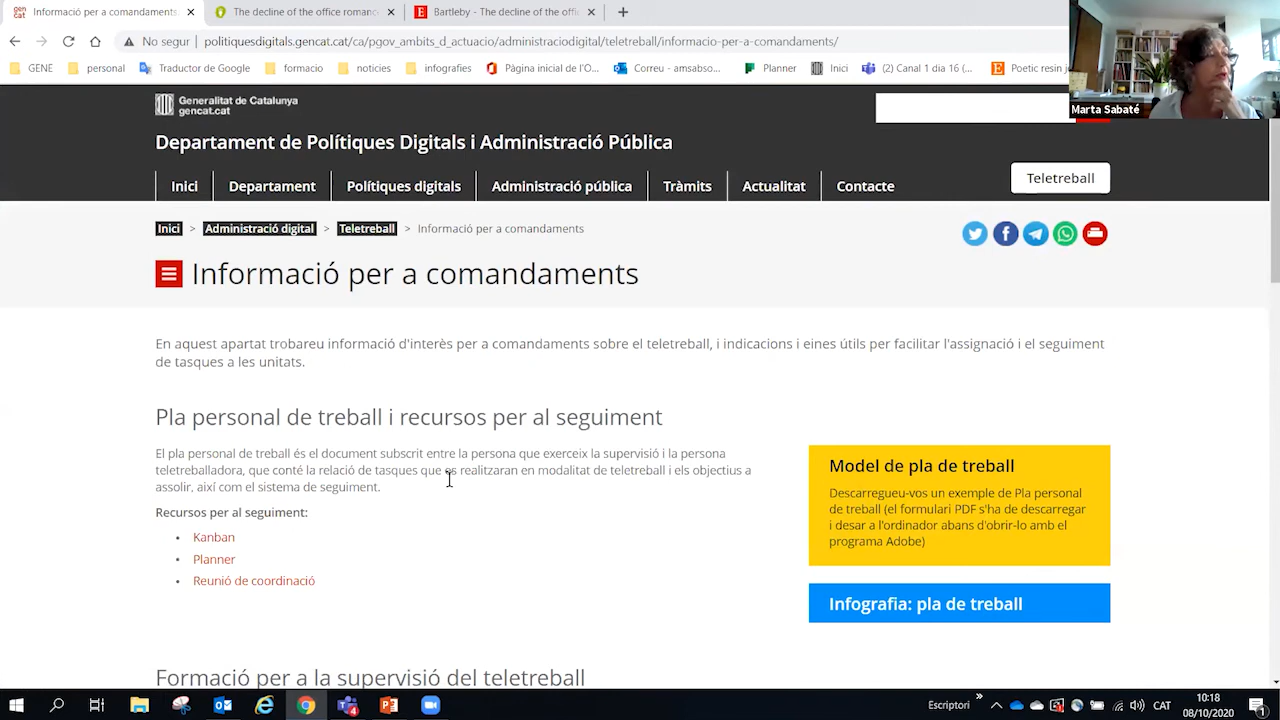 Informació per a comandaments
The decline of the office roman
Bartleby - The decline of the offi
No segur
politiquesdigitals.gencat.cat/ca/pgov_ambits_d_actuacio/administraciodigital/teletreball/informacio-per-a-comandaments/
GENE
personal
Traductor de Google
formacio
noticies
infografies
Pàgina inicial de l'O...
Correu - amsabso...
Planner
Inici
(2) Canal 1 dia 16 (...
Poetic resin j
Marta Sabaté
Generalitat de Catalunya
gencat.cat
Departament de Polítiques Digitals i Administració Pública
Inici
Departament
Polítiques digitals
Administració pública
Tràmits
Actualitat
Contacte
Teletreball
Inici > Administració digital > Teletreball > Informació per a comandaments
Informació per a comandaments
En aquest apartat trobareu informació d'interès per a comandaments sobre el teletreball, i indicacions i eines útils per facilitar l'assignació i el seguiment
de tasques a les unitats.
Pla personal de treball i recursos per al seguiment
El pla personal de treball és el document subscrit entre la persona que exerceix la supervisió i la persona
teletreballadora, que conté la relació de tasques que es realitzaran en modalitat de teletreball i els objectius a
assolir, així com el sistema de seguiment.
Recursos per al seguiment:
• Kanban
• Planner
• Reunió de coordinació
Model de pla de treball
Descarregueu-vos un exemple de Pla personal
de treball (el formulari PDF s'ha de descarregar
i desar a l'ordinador abans d'obrir-lo amb el
programa Adobe)
Infografia: pla de treball
Formació per a la supervisió del teletreball
Escriptori
CAT
10:18
08/10/2020